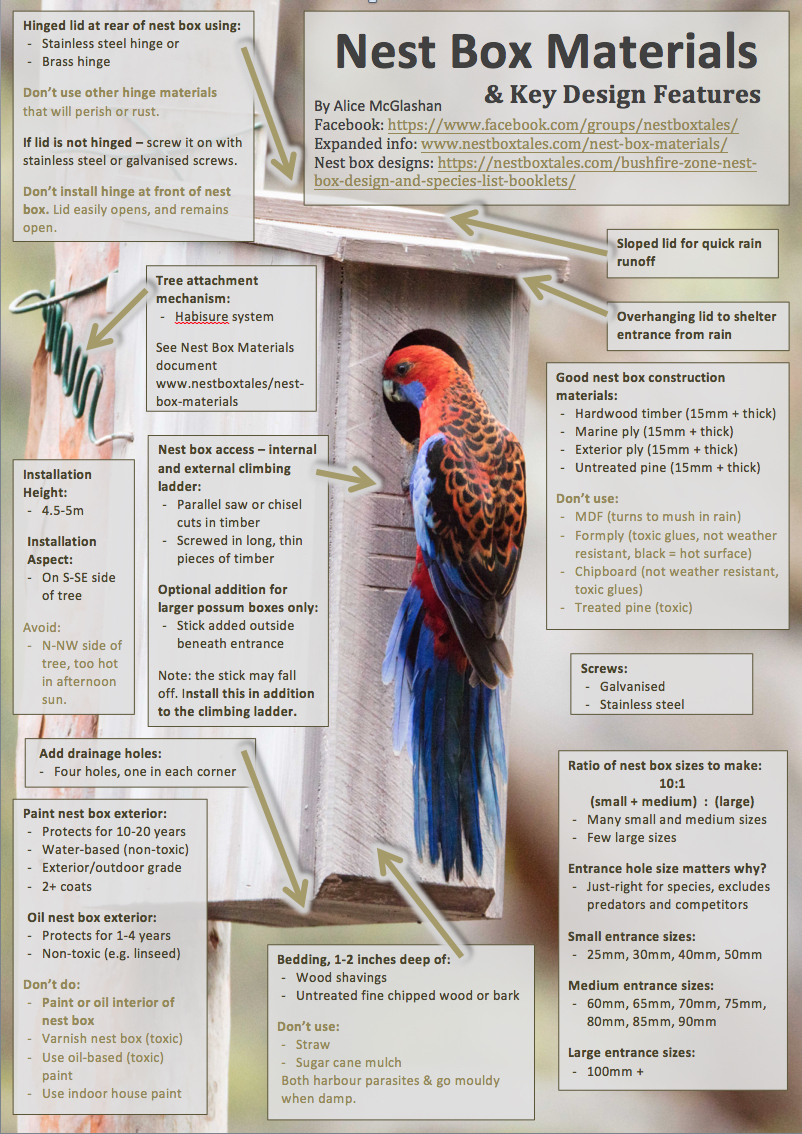 Hinged lid at rear of nest box using:
- Stainless steel hinge or
- Brass hinge
Don't use other hinge materials
that will perish or rust.
If lid is not hinged – screw it on with
stainless steel or galvanised screws.
Don't install hinge at front of nest
box. Lid easily opens, and remains
open.
Nest Box Materials
& Key Design Features
By Alice McGlashan
Facebook: https://www.facebook.com/groups/nestboxtales/
Expanded info: www.nestboxtales.com/nest-box-materials/
Nest box designs: https://nestboxtales.com/bushfire-zone-nest-
box-design-and-species-list-booklets/
Sloped lid for quick rain
runoff
Overhanging lid to shelter
entrance from rain
Tree attachment
mechanism:
- Habisure system
See Nest Box Materials
document
www.nestboxtales/nest-
box-materials
Good nest box construction
materials:
- Hardwood timber (15mm + thick)
- Marine ply (15mm + thick)
- Exterior ply (15mm + thick)
- Untreated pine (15mm + thick)
Don't use:
- MDF (turns to mush in rain)
- Formply (toxic glues, not weather
resistant, black = hot surface)
- Chipboard (not weather resistant,
toxic glues)
- Treated pine (toxic)
Nest box access – internal
and external climbing
ladder:
- Parallel saw or chisel
cuts in timber
- Screwed in long, thin
pieces of timber
Optional addition for
larger possum boxes only:
- Stick added outside
beneath entrance
Note: the stick may fall
off. Install this in addition
to the climbing ladder.
Installation
Height:
- 4.5-5m
Installation
Aspect:
- On S-SE side
of tree
Avoid:
- N-NW side of
tree, too hot
in afternoon
sun.
Screws:
- Galvanised
- Stainless steel
Add drainage holes:
- Four holes, one in each corner
Paint nest box exterior:
- Protects for 10-20 years
- Water-based (non-toxic)
- Exterior/outdoor grade
- 2+ coats
Oil nest box exterior:
- Protects for 1-4 years
- Non-toxic (e.g. linseed)
Don't do:
- Paint or oil interior of
nest box
- Varnish nest box (toxic)
- Use oil-based (toxic)
paint
- Use indoor house paint
Bedding, 1-2 inches deep of:
- Wood shavings
- Untreated fine chipped wood or bark
Don't use:
- Straw
- Sugar cane mulch
Both harbour parasites & go mouldy
when damp.
Ratio of nest box sizes to make:
10:1
(small + medium) : (large)
- Many small and medium sizes
- Few large sizes
Entrance hole size matters why?
- Just-right for species, excludes
predators and competitors
Small entrance sizes:
- 25mm, 30mm, 40mm, 50mm
Medium entrance sizes:
- 60mm, 65mm, 70mm, 75mm,
80mm, 85mm, 90mm
Large entrance sizes:
- 100mm +